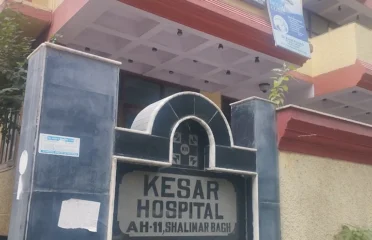 KESAR
HOSPITAL
AH-11, SHALIMAR BAGH